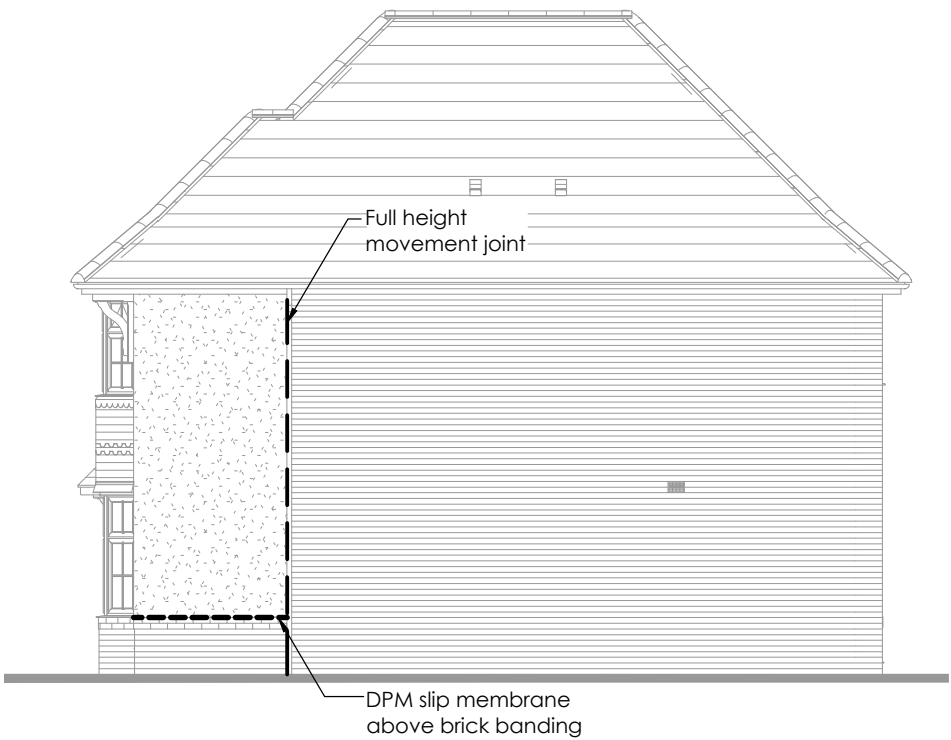 Full height
movement joint
DPM slip membrane
above brick banding